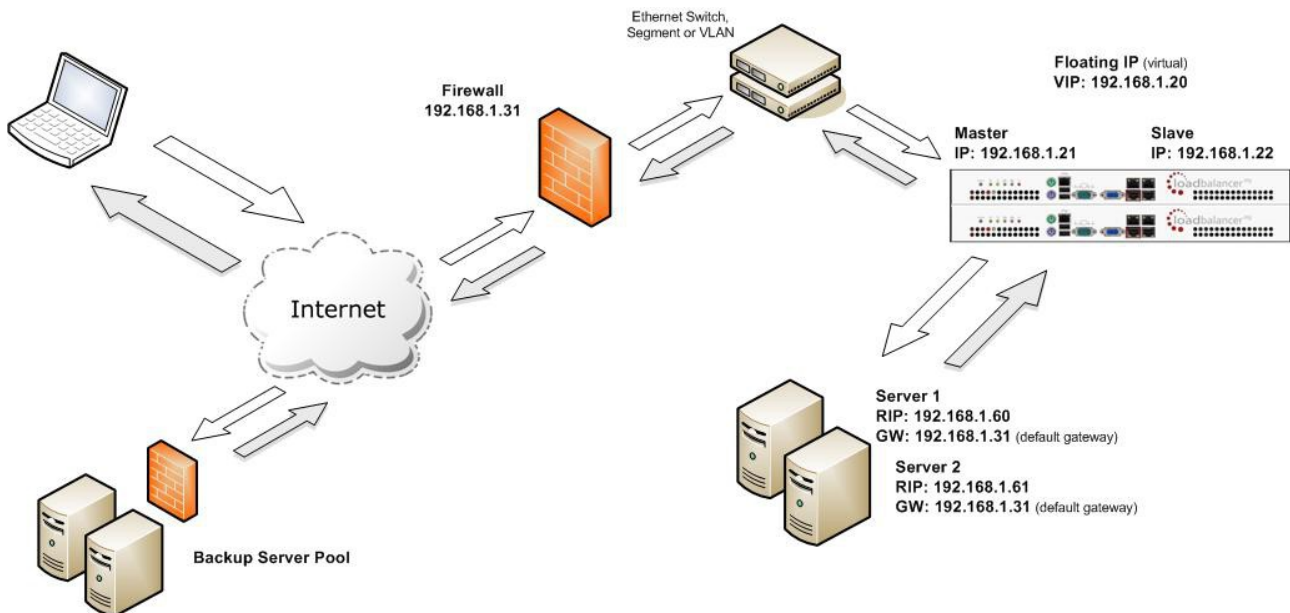 Ethernet Switch,
Segment or VLAN
Floating IP (virtual)
VIP: 192.168.1.20
Firewall
192.168.1.31
Master
IP: 192.168.1.21
Slave
IP: 192.168.1.22
loadbalancer
loadbalancer
Internet
Server 1
RIP: 192.168.1.60
GW: 192.168.1.31 (default gateway)
Server 2
RIP: 192.168.1.61
GW: 192.168.1.31 (default gateway)
Backup Server Pool